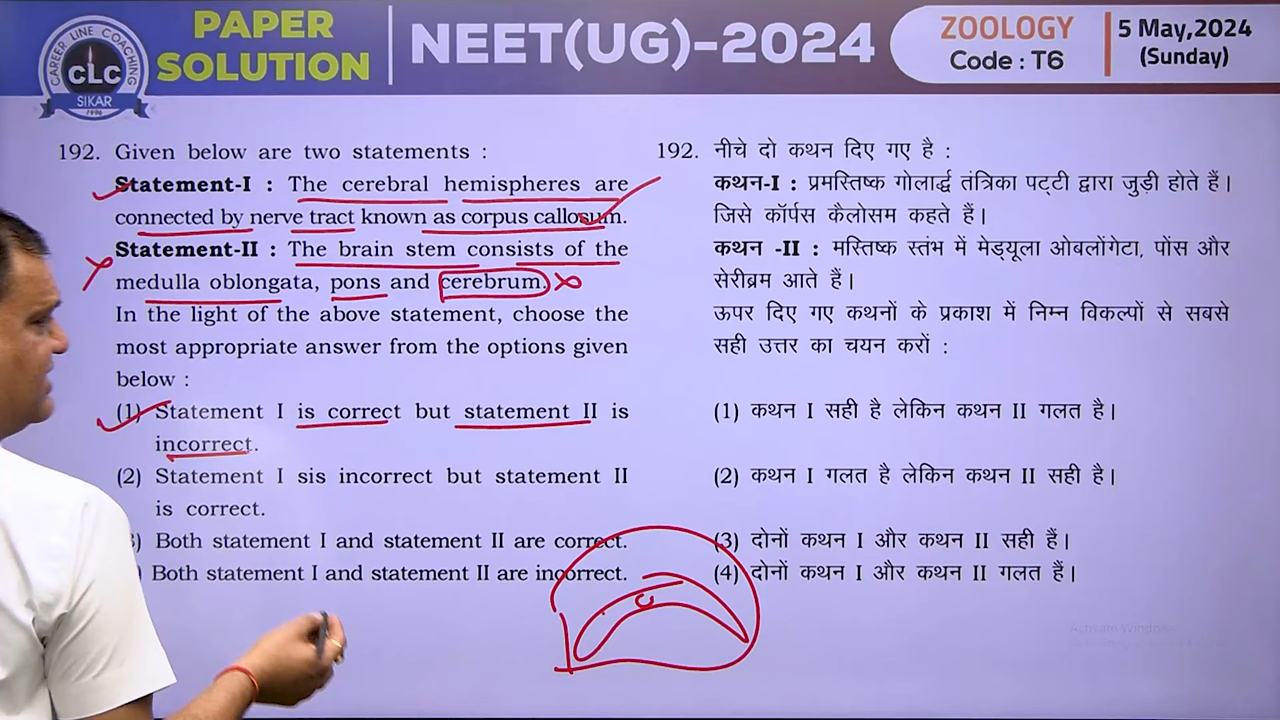 CAREER LINE COACHING
CLC
SIKAR
1996
PAPER
SOLUTION
NEET(UG)-2024
ZOOLOGY
Code : T6
5 May,2024
(Sunday)
192. Given below are two statements :
Statement-I : The cerebral hemispheres are
connected by nerve tract known as corpus callosum.
Statement-II : The brain stem consists of the
medulla oblongata, pons and cerebrum.
In the light of the above statement, choose the
most appropriate answer from the options given
below :
(1) Statement I is correct but statement II is
incorrect.
(2) Statement I sis incorrect but statement II
is correct.
) Both statement I and statement II are correct.
) Both statement I and statement II are incorrect.
192. नीचे दो कथन दिए गए है :
कथन-I : प्रमस्तिष्क गोलार्द्ध तंत्रिका पट्टी द्वारा जुड़ी होते हैं।
जिसे कॉर्पस कैलोसम कहते हैं।
कथन -II : मस्तिष्क स्तंभ में मेड्यूला ओबलोंगेटा, पोंस और
सेरीब्रम आते हैं।
ऊपर दिए गए कथनों के प्रकाश में निम्न विकल्पों से सबसे
सही उत्तर का चयन करों :
(1) कथन I सही है लेकिन कथन II गलत है।
(2) कथन I गलत है लेकिन कथन II सही है।
(3) दोनों कथन I और कथन II सही हैं।
(4) दोनों कथन I और कथन II गलत हैं।
Activate Windows